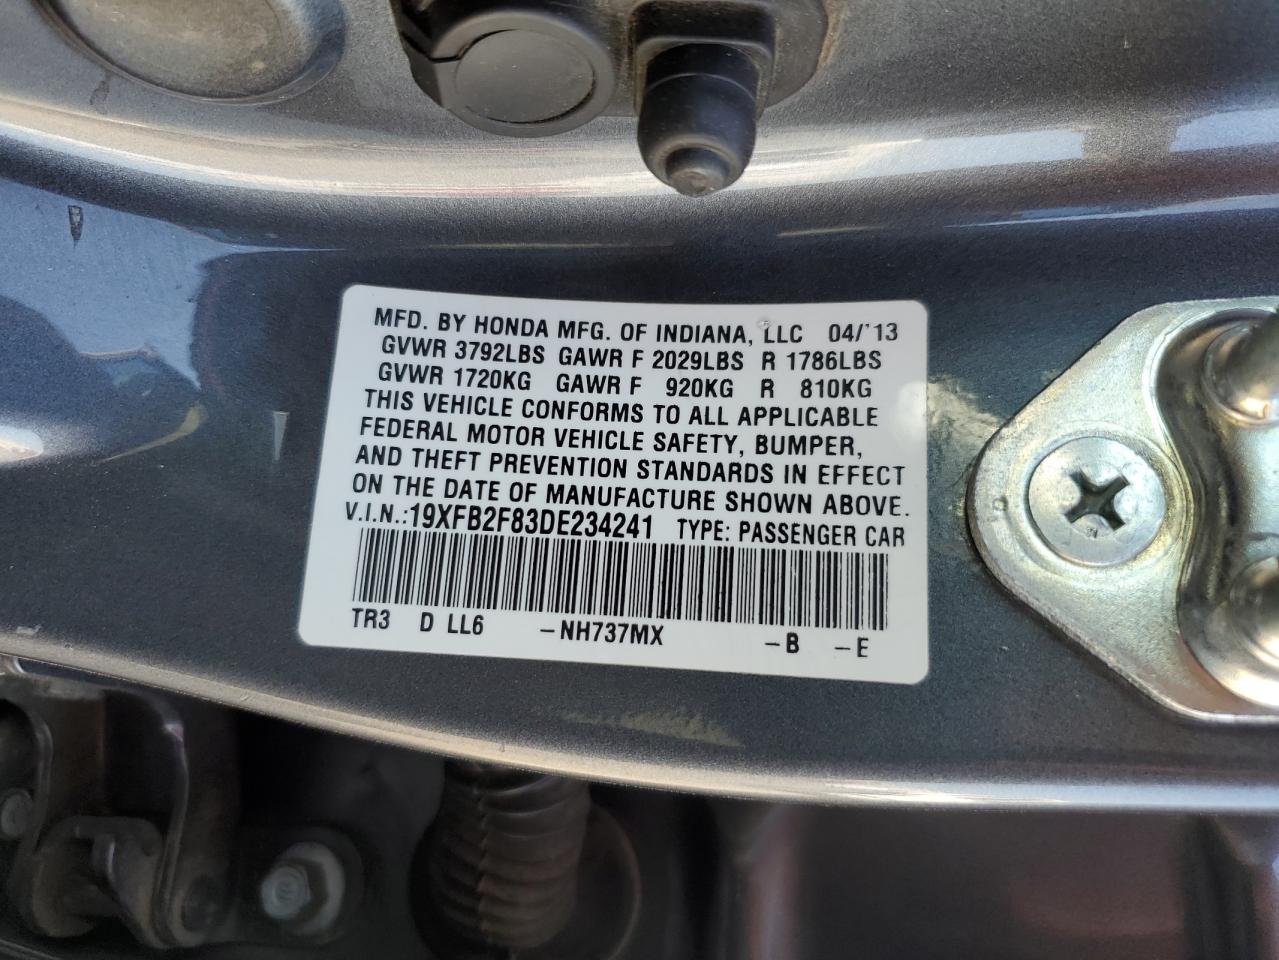 MFD. BY HONDA MFG. OF INDIANA, LLC 04/'13
GVWR 3792LBS GAWR F 2029LBS R 1786LBS
GVWR 1720KG GAWR F 920KG R 810KG
THIS VEHICLE CONFORMS TO ALL APPLICABLE
FEDERAL MOTOR VEHICLE SAFETY, BUMPER,
AND THEFT PREVENTION STANDARDS IN EFFECT
ON THE DATE OF MANUFACTURE SHOWN ABOVE.
V.I.N.:19XFB2F83DE234241 TYPE: PASSENGER CAR
TR3 D LL6 -NH737MX -B -E